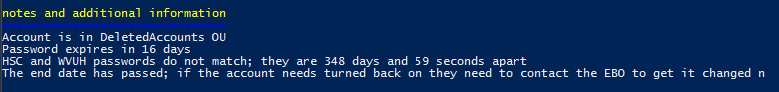 notes and additional information
Account is in DeletedAccounts OU
Password expires in 16 days
HSC and WVUH passwords do not match; they are 348 days and 59 seconds apart
The end date has passed; if the account needs turned back on they need to contact the EBO to get it changed n